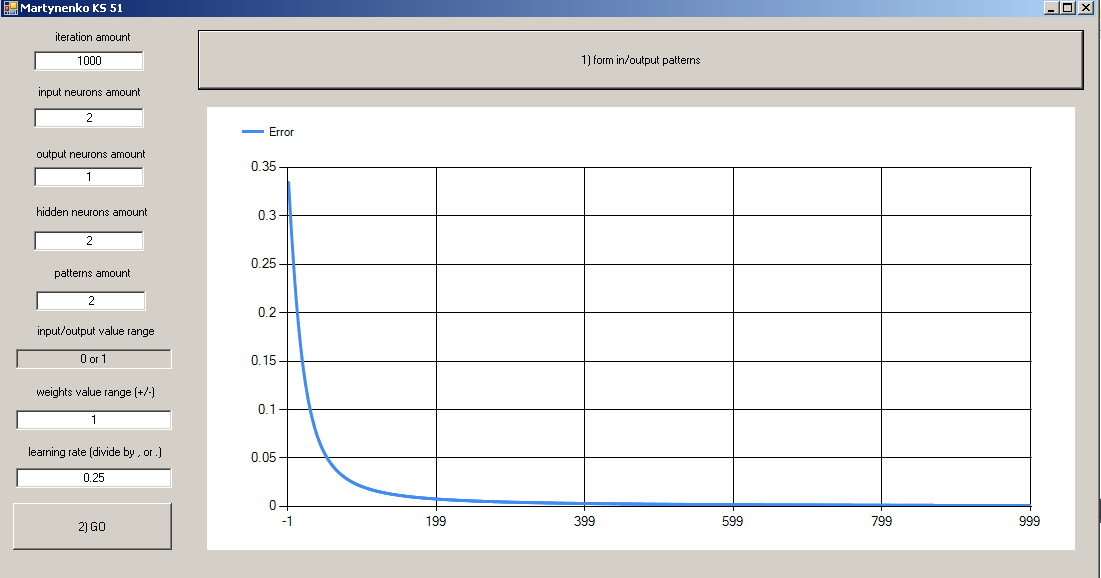 Martynenko KS 51
iteration amount
1000
input neurons amount
2
output neurons amount
1
hidden neurons amount
2
patterns amount
2
input/output value range
0 or 1
weights value range (+/-)
1
learning rate (divide by , or .)
0.25
2) GO
1) form in/output patterns
Error
0.35
0.3
0.25
0.2
0.15
0.1
0.05
0
-1 199 399 599 799 999